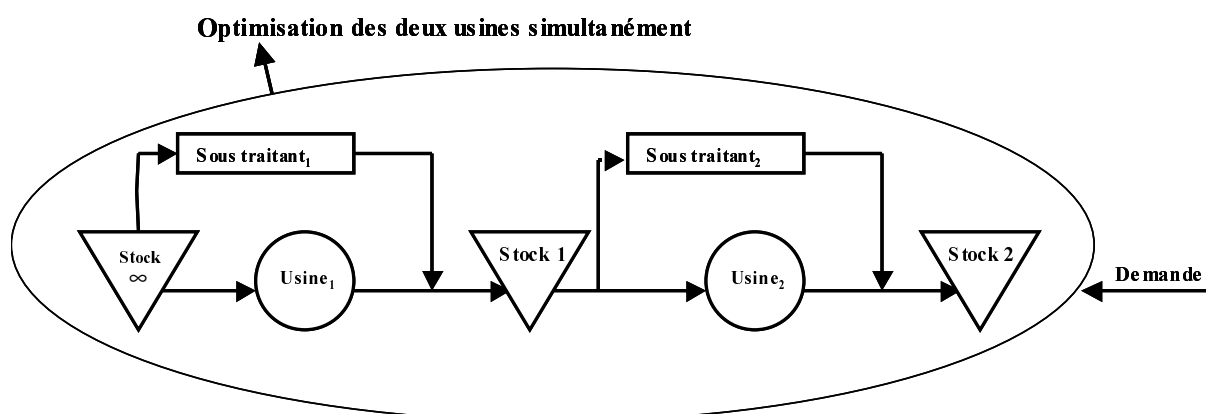 Optimisation des deux usines simultanément
Sous traitant₁
Sous traitant₂
Stock
∞
Usine₁
Stock 1
Usine₂
Stock 2
Demande